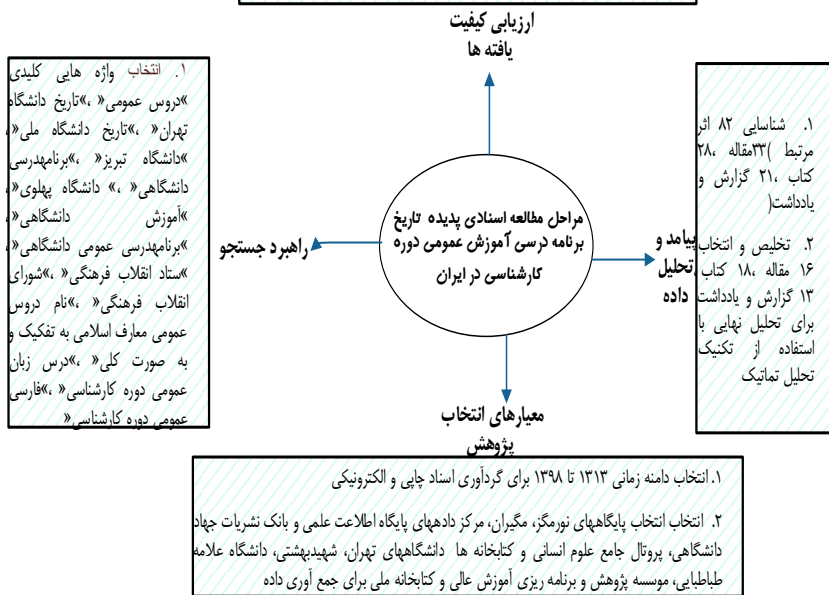 ارزیابی کیفیت
یافته ها
۱. انتخاب واژه هایی کلیدی
»دروس عمومی« ،»تاریخ دانشگاه
تهران« ،»تاریخ دانشگاه ملی«،
»دانشگاه تبریز« ،»برنامهدرسی
دانشگاهی« ،» دانشگاه پهلوی«،
»آموزش دانشگاهی«،
»برنامهدرسی عمومی دانشگاهی«،
»ستاد انقلاب فرهنگی« ،»شورای
انقلاب فرهنگی« ،»نام دروس
عمومی معارف اسلامی به تفکیک و
به صورت کلی« ،»درس زبان
عمومی دوره کارشناسی« ،»فارسی
عمومی دوره کارشناسی«
راهبرد جستجو
مراحل مطالعه اسنادی پدیده تاریخ
برنامه درسی آموزش عمومی دوره
کارشناسی در ایران
پیامد و
تحلیل
داده
۱. شناسایی ۸۲ اثر
مرتبط )۳۳مقاله ،۲۸
کتاب ،۲۱ گزارش و
یادداشت(
۲. تخلیص و انتخاب
۱۶ مقاله ،۱۸ کتاب،
۱۳ گزارش و یادداشت
برای تحلیل نهایی با
استفاده از تکنیک
تحلیل تماتیک
معیارهای انتخاب
پژوهش
۱. انتخاب دامنه زمانی ۱۳۱۳ تا ۱۳۹۸ برای گردآوری اسناد چاپی و الکترونیکی
۲. انتخاب انتخاب پایگاههای نورمگز، مگیران، مرکز دادههای پایگاه اطلاعت علمی و بانک نشریات جهاد
دانشگاهی، پروتال جامع علوم انسانی و کتابخانه ها دانشگاههای تهران، شهیدبهشتی، دانشگاه علامه
طباطبایی، موسسه پژوهش و برنامه ریزی آموزش عالی و کتابخانه ملی برای جمع آوری داده